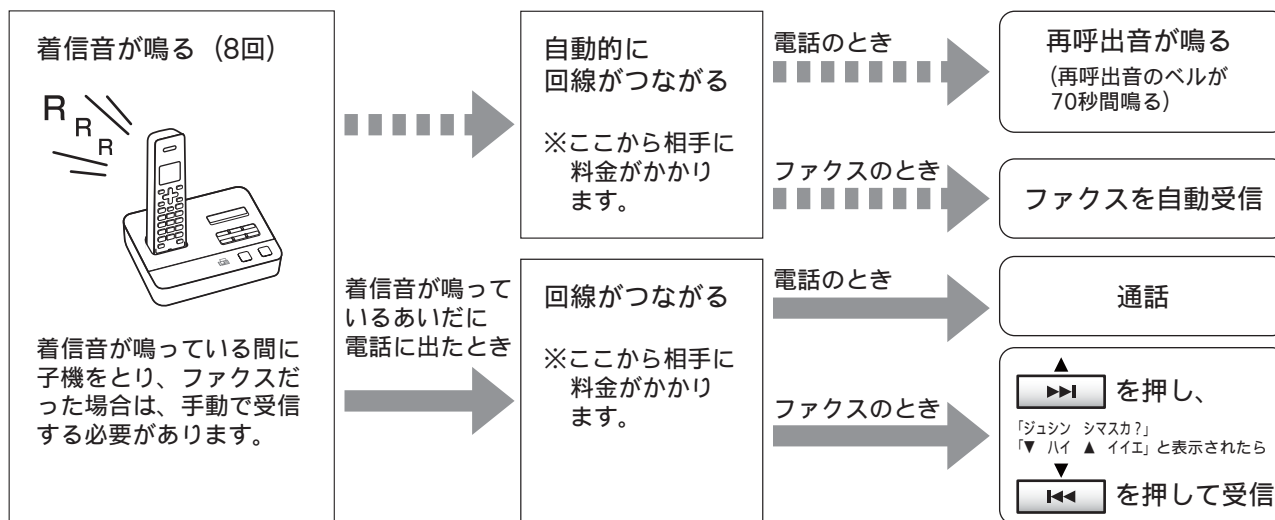 着信音が鳴る（8回）
R
R
R
着信音が鳴っている間に
子機をとり、ファクスだ
った場合は、手動で受信
する必要があります。
自動的に
回線がつながる
※ここから相手に
料金がかかり
ます。
電話のとき
再呼出音が鳴る
（再呼出音のベルが
70秒間鳴る）
ファクスのとき
ファクスを自動受信
着信音が鳴って
いるあいだに
電話に出たとき
回線がつながる
※ここから相手に
料金がかかり
ます。
電話のとき
通話
ファクスのとき
▲
▶▶I を押し、
「ジュシン シマスカ？」
「▼ ハイ ▲ イイエ」と表示されたら
▼
I◀◀ を押して受信